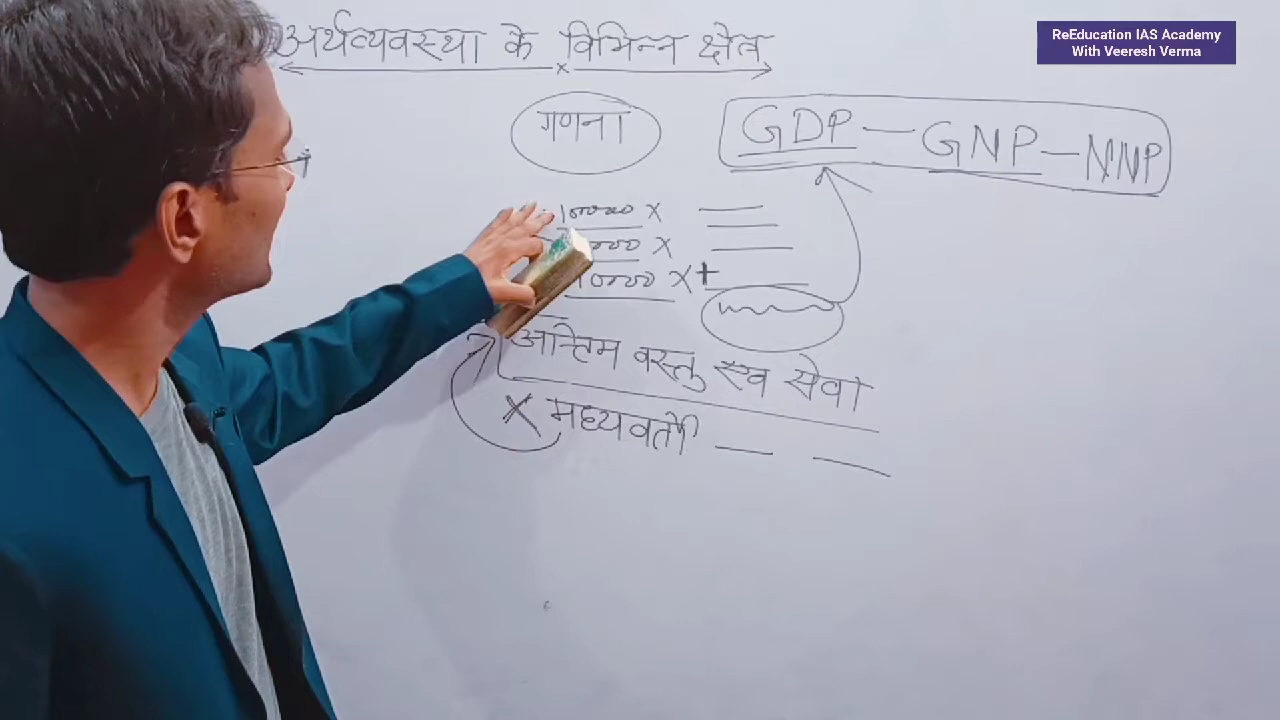 अर्थव्यवस्था के विभिन्न क्षेत्र
ReEducation IAS Academy
With Veeresh Verma
गणना
GDP — GNP — NNP
X
X
X +
अन्तिम वस्तु एव सेवा
X मध्यवर्ती